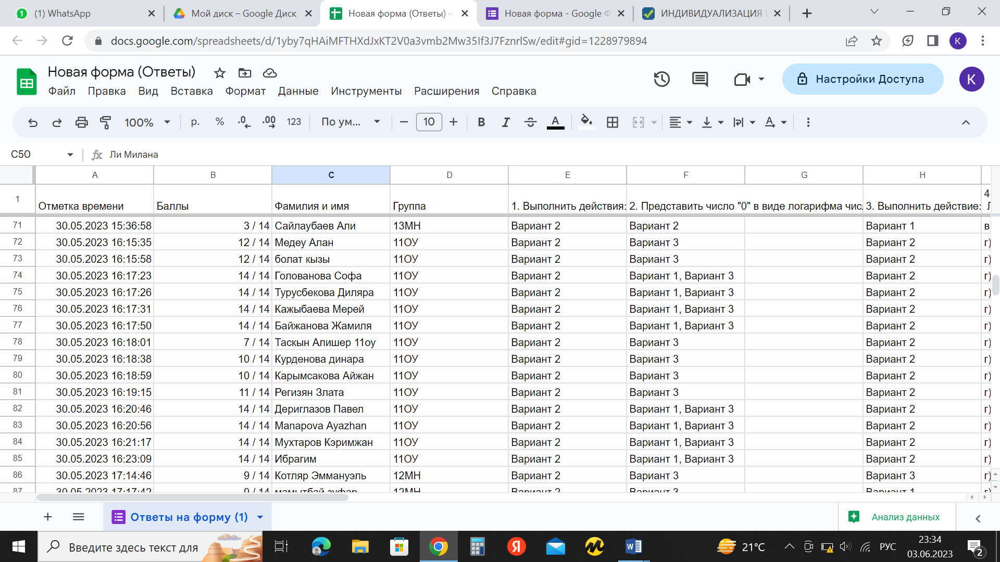 (1) WhatsApp
Мой диск – Google Диск
Новая форма (Ответы) -
Новая форма - Google Ф
ИНДИВИДУАЛИЗАЦИЯ
docs.google.com/spreadsheets/d/1yby7qHAiMFTHXdJxKT2V0a3vmb2Mw35If3J7FznrlSw/edit#gid=1228979894
K
Новая форма (Ответы)
Файл Правка Вид Вставка Формат Данные Инструменты Расширения Справка
Настройки Доступа
K
100% р. % .0 .00 123 По ум... 10 B I A
C50 fx Ли Милана
A B C D E F G H
1 Отметка времени Баллы Фамилия и имя Группа 1. Выполнить действия: 2. Представить число "0" в виде логарифма чис 3. Выполнить действие: 4
71 30.05.2023 15:36:58 3 / 14 Сайлаубаев Али 13МН Вариант 2 Вариант 2 Вариант 1 в
72 30.05.2023 16:15:35 12 / 14 Медеу Алан 11ОУ Вариант 2 Вариант 3 Вариант 2 г)
73 30.05.2023 16:15:58 12 / 14 болат кызы 11ОУ Вариант 2 Вариант 3 Вариант 2 г)
74 30.05.2023 16:17:23 14 / 14 Голованова Софа 11ОУ Вариант 2 Вариант 1, Вариант 3 Вариант 2 г)
75 30.05.2023 16:17:26 14 / 14 Турусбекова Диляра 11ОУ Вариант 2 Вариант 1, Вариант 3 Вариант 2 г)
76 30.05.2023 16:17:31 14 / 14 Кажыбаева Мерей 11ОУ Вариант 2 Вариант 1, Вариант 3 Вариант 2 г)
77 30.05.2023 16:17:50 14 / 14 Байжанова Жамиля 11ОУ Вариант 2 Вариант 1, Вариант 3 Вариант 2 г)
78 30.05.2023 16:18:01 7 / 14 Таскын Алишер 11оу 11ОУ Вариант 2 Вариант 3 Вариант 2 г)
79 30.05.2023 16:18:38 10 / 14 Курденова динара 11ОУ Вариант 2 Вариант 3 Вариант 2 г)
80 30.05.2023 16:18:59 10 / 14 Карымсакова Айжан 11ОУ Вариант 2 Вариант 3 Вариант 2 г)
81 30.05.2023 16:19:15 11 / 14 Регизян Злата 11ОУ Вариант 2 Вариант 3 Вариант 2 г)
82 30.05.2023 16:20:46 14 / 14 Дериглазов Павел 11ОУ Вариант 2 Вариант 1, Вариант 3 Вариант 2 г)
83 30.05.2023 16:20:56 14 / 14 Manapova Ayazhan 11ОУ Вариант 2 Вариант 1, Вариант 3 Вариант 2 г)
84 30.05.2023 16:21:17 14 / 14 Мухтаров Кэримжан 11ОУ Вариант 2 Вариант 1, Вариант 3 Вариант 2 г)
85 30.05.2023 16:23:09 14 / 14 Ибрагим 11ОУ Вариант 2 Вариант 1, Вариант 3 Вариант 2 г)
86 30.05.2023 17:14:46 9 / 14 Котляр Эммануэль 12МН Вариант 2 Вариант 3 Вариант 3 г)
87 30.05.2023 17:17:42 9 / 14 мамытбай зуфар 12МН Вариант 2 Вариант 3 Вариант 1 г)
Ответы на форму (1)
Анализ данных
Введите здесь текст для
21°C
РУС
23:34
03.06.2023
2